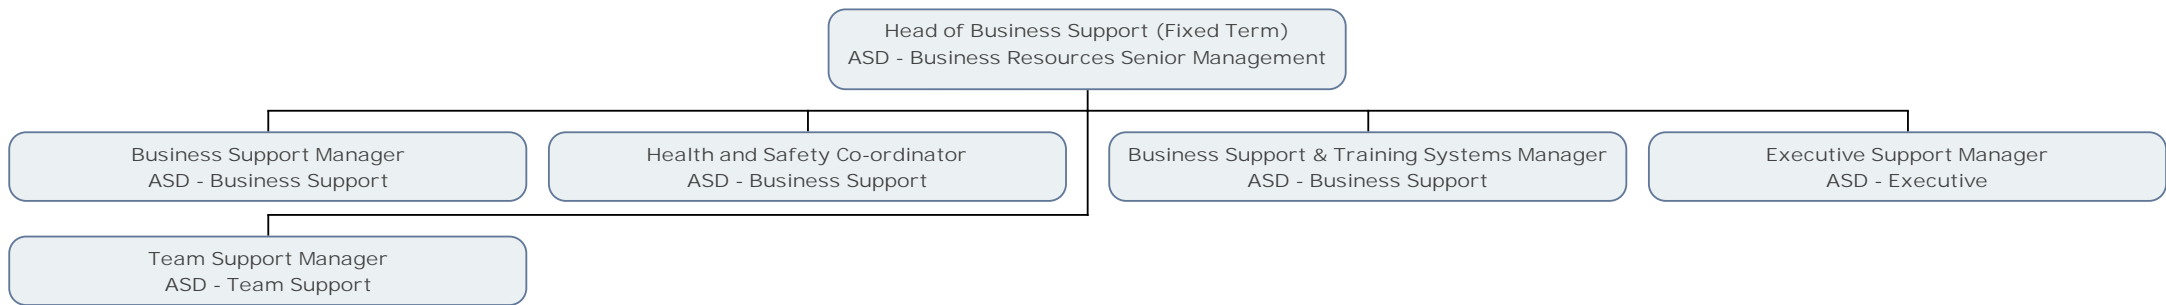 Head of Business Support (Fixed Term)
ASD - Business Resources Senior Management
Business Support Manager
ASD - Business Support
Health and Safety Co-ordinator
ASD - Business Support
Business Support & Training Systems Manager
ASD - Business Support
Executive Support Manager
ASD - Executive
Team Support Manager
ASD - Team Support